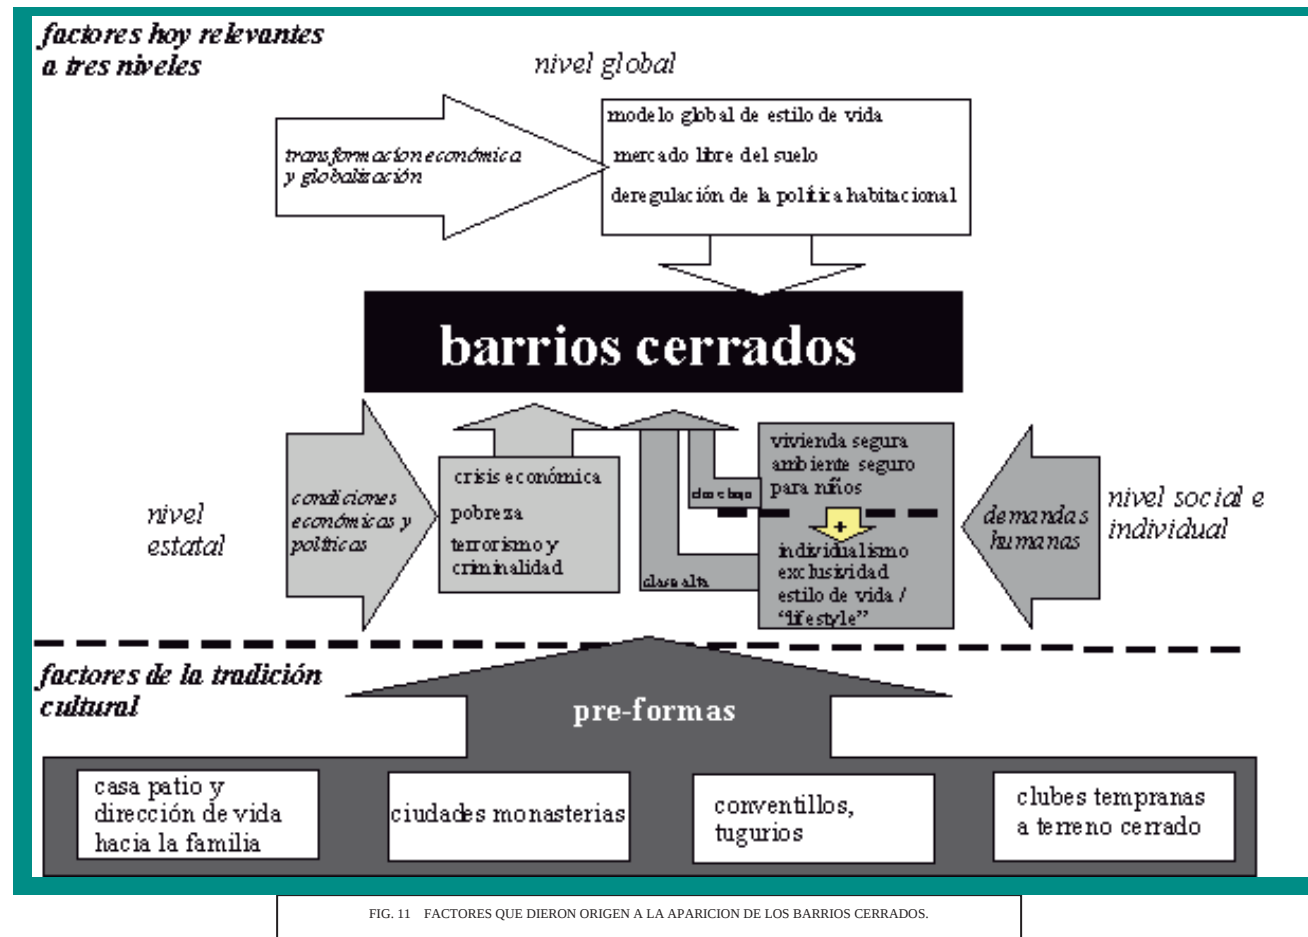 factores hoy relevantes
a tres niveles
nivel global
transformacion económica
y globalización
modelo global de estilo de vida
mercado libre del suelo
deregulación de la política habitacional
barrios cerrados
nivel
estatal
condiciones
económicas y
políticas
crisis económica
pobreza
terrorismo y
criminalidad
clase baja
clase alta
vivienda segura
ambiente seguro
para niños
+
individualismo
exclusividad
estilo de vida /
“lifestyle”
demandas
humanas
nivel social e
individual
factores de la tradición
cultural
pre-formas
casa patio y
dirección de vida
hacia la familia
ciudades monasterias
conventillos,
tugurios
clubes tempranas
a terreno cerrado
FIG. 11 FACTORES QUE DIERON ORIGEN A LA APARICION DE LOS BARRIOS CERRADOS.